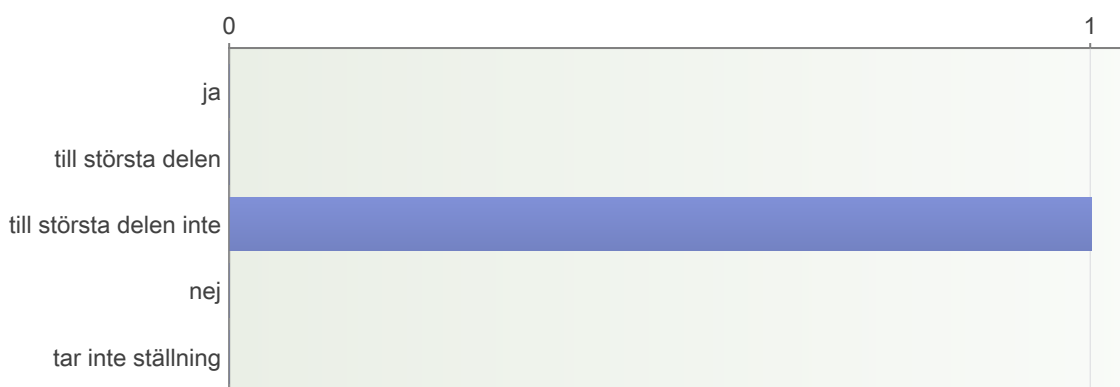 0 1
ja
till största delen
till största delen inte
nej
tar inte ställning